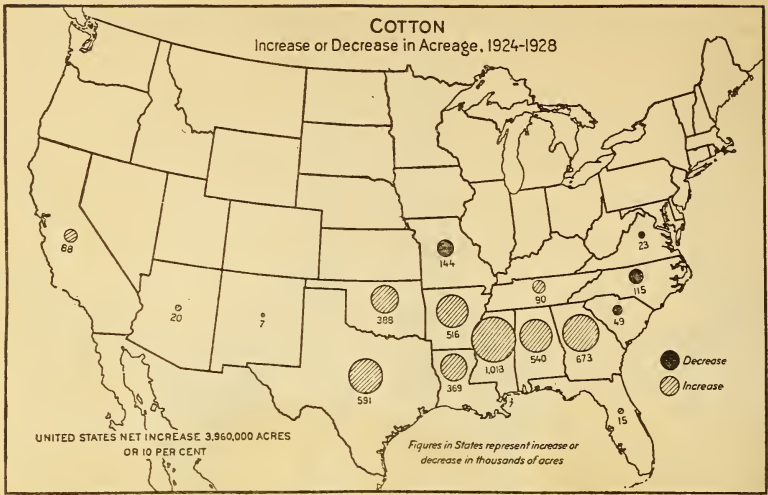 COTTON
Increase or Decrease in Acreage, 1924-1928
68
144
23
20
7
388
516
90
115
49
1,013
540
673
591
369
15
Decrease
Increase
UNITED STATES NET INCREASE 3,960,000 ACRES
OR 10 PER CENT
Figures in States represent increase or
decrease in thousands of acres